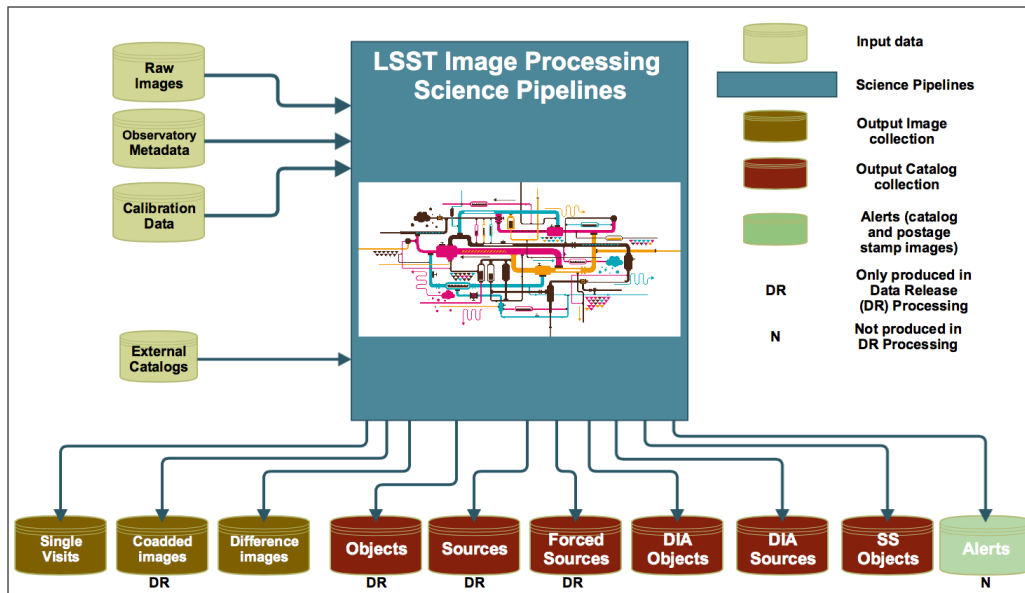 LSST Image Processing
Science Pipelines
Raw
Images
Observatory
Metadata
Calibration
Data
External
Catalogs
Input data
Science Pipelines
Output Image
collection
Output Catalog
collection
Alerts (catalog
and postage
stamp images)
DR
Only produced in
Data Release
(DR) Processing
N
Not produced in
DR Processing
Single
Visits
Coadded
images
DR
Difference
images
Objects
DR
Sources
DR
Forced
Sources
DR
DIA
Objects
DIA
Sources
SS
Objects
Alerts
N